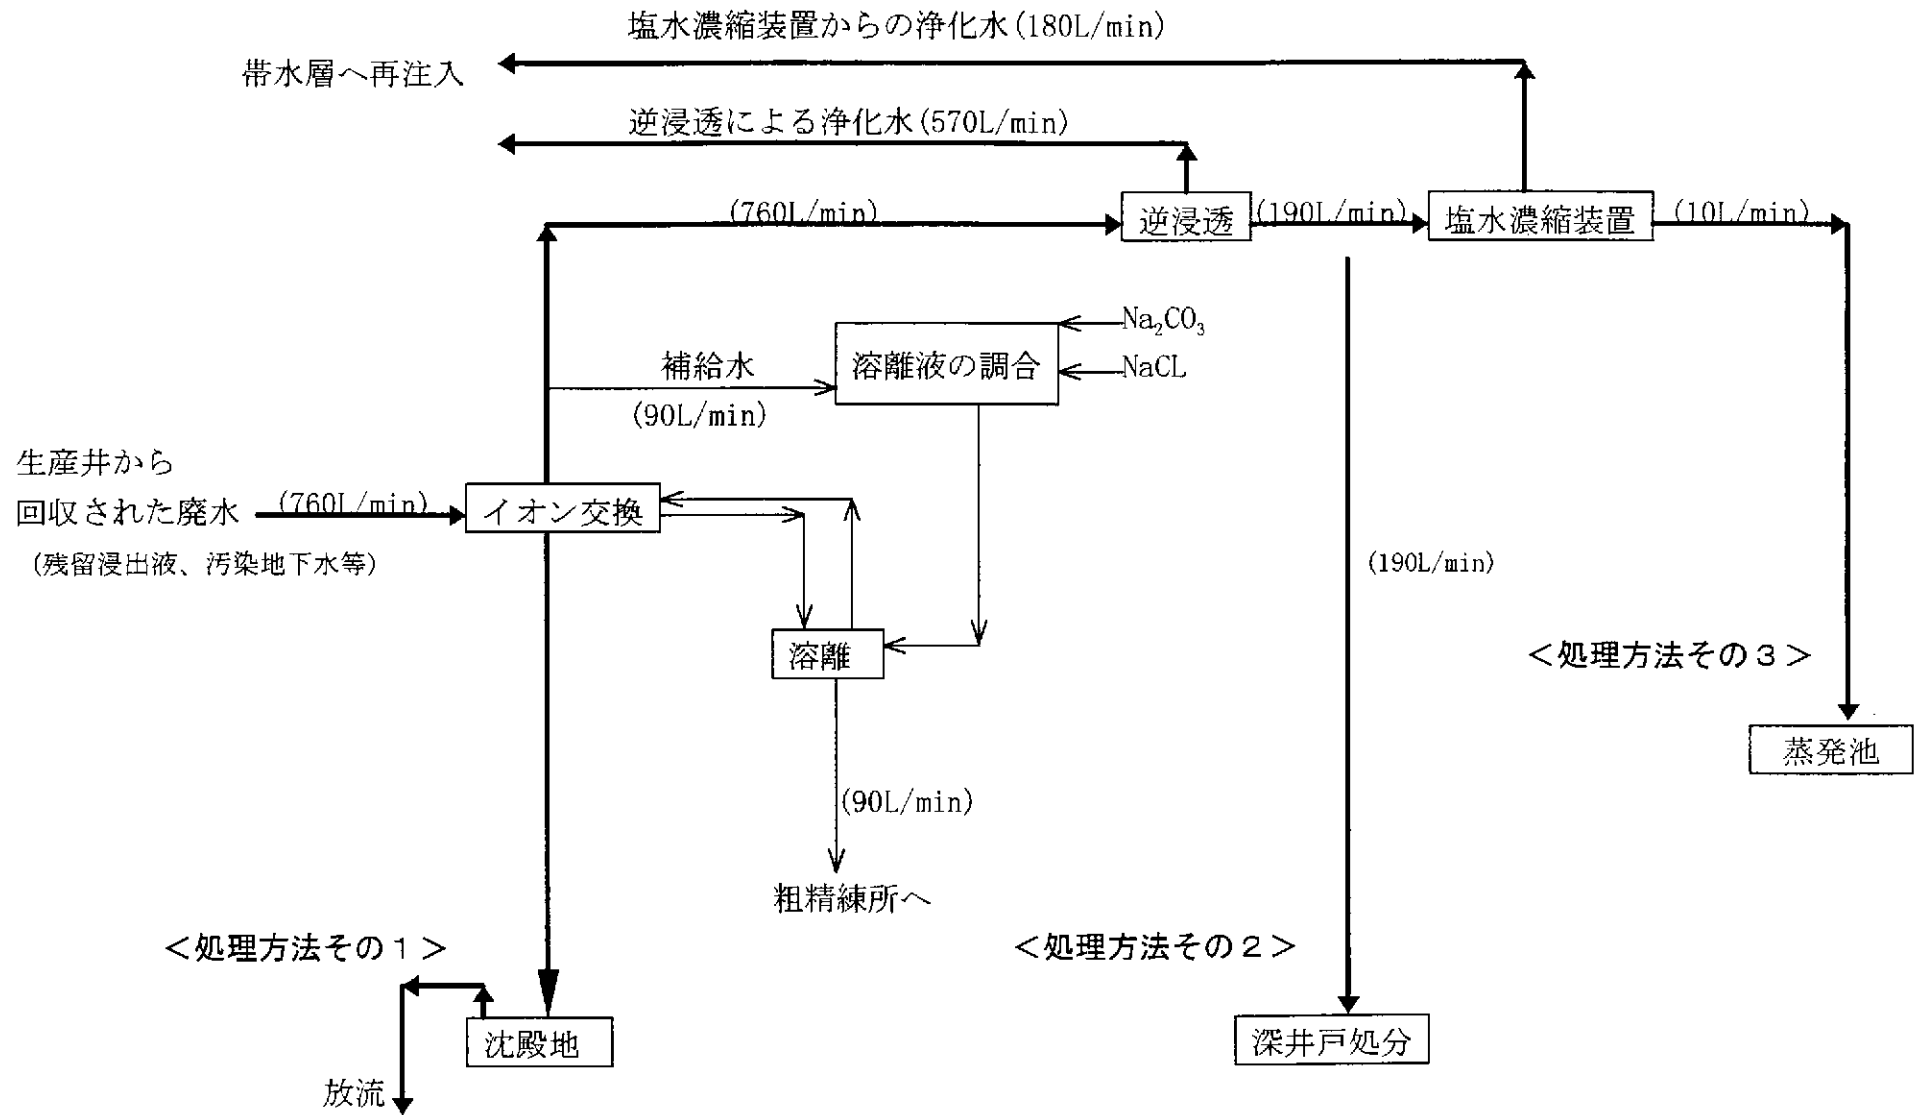 塩水濃縮装置からの浄化水(180L/min)
帯水層へ再注入
逆浸透による浄化水(570L/min)
(760L/min)
逆浸透
(190L/min)
塩水濃縮装置
(10L/min)
Na₂CO₃
溶離液の調合
NaCL
補給水
(90L/min)
生産井から
回収された廃水
(760L/min)
イオン交換
(残留浸出液、汚染地下水等)
(190L/min)
溶離
＜処理方法その３＞
蒸発池
(90L/min)
粗精練所へ
＜処理方法その１＞
＜処理方法その２＞
沈殿地
深井戸処分
放流